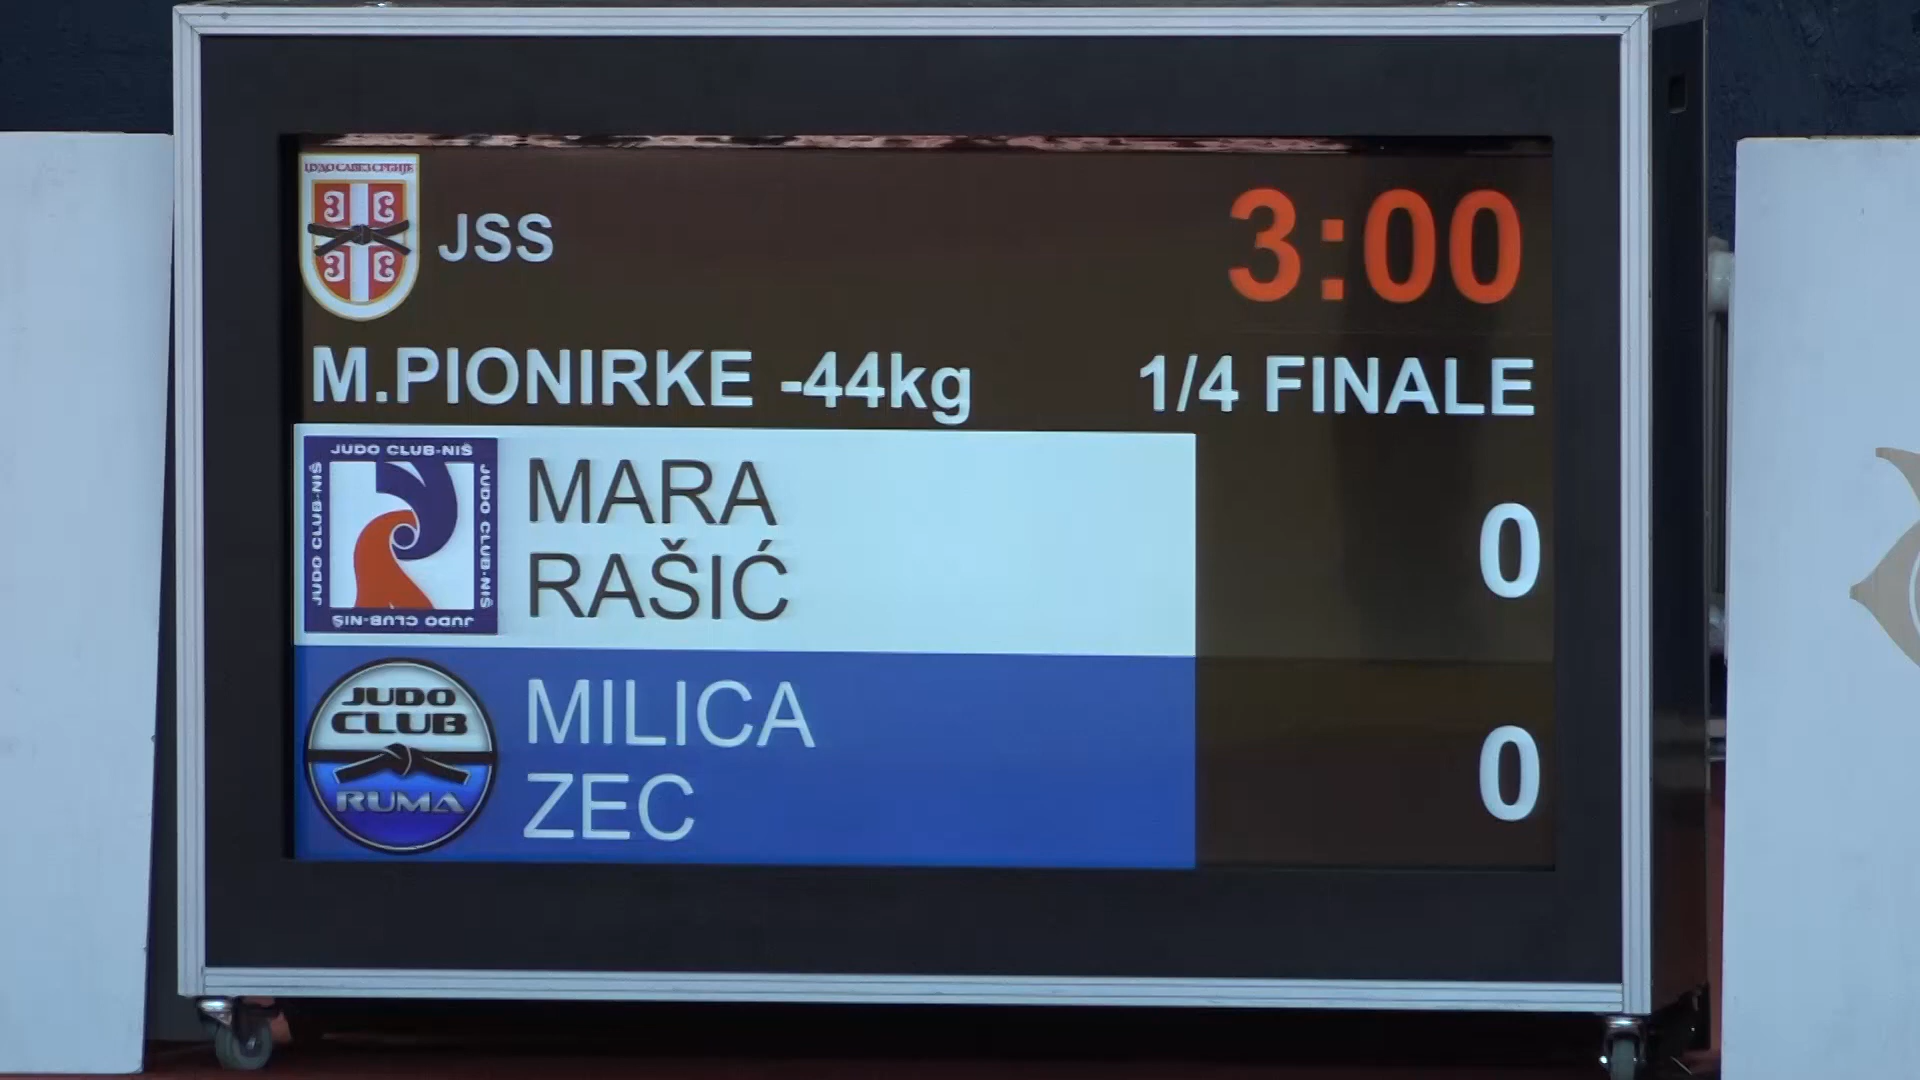 ЏУДО САВЕЗ СРБИЈЕ
JSS
3:00
M.PIONIRKE -44kg
1/4 FINALE
JUDO CLUB-NIŠ
JUDO CLUB-NIŠ
JUDO CLUB-NIŠ
JUDO CLUB-NIŠ
MARA
RAŠIĆ
0
JUDO
CLUB
RUMA
MILICA
ZEC
0